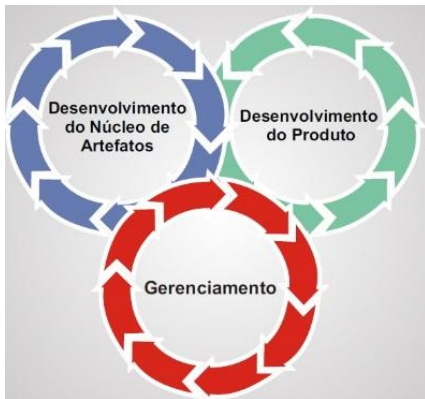 Desenvolvimento
do Núcleo de
Artefatos
Desenvolvimento
do Produto
Gerenciamento